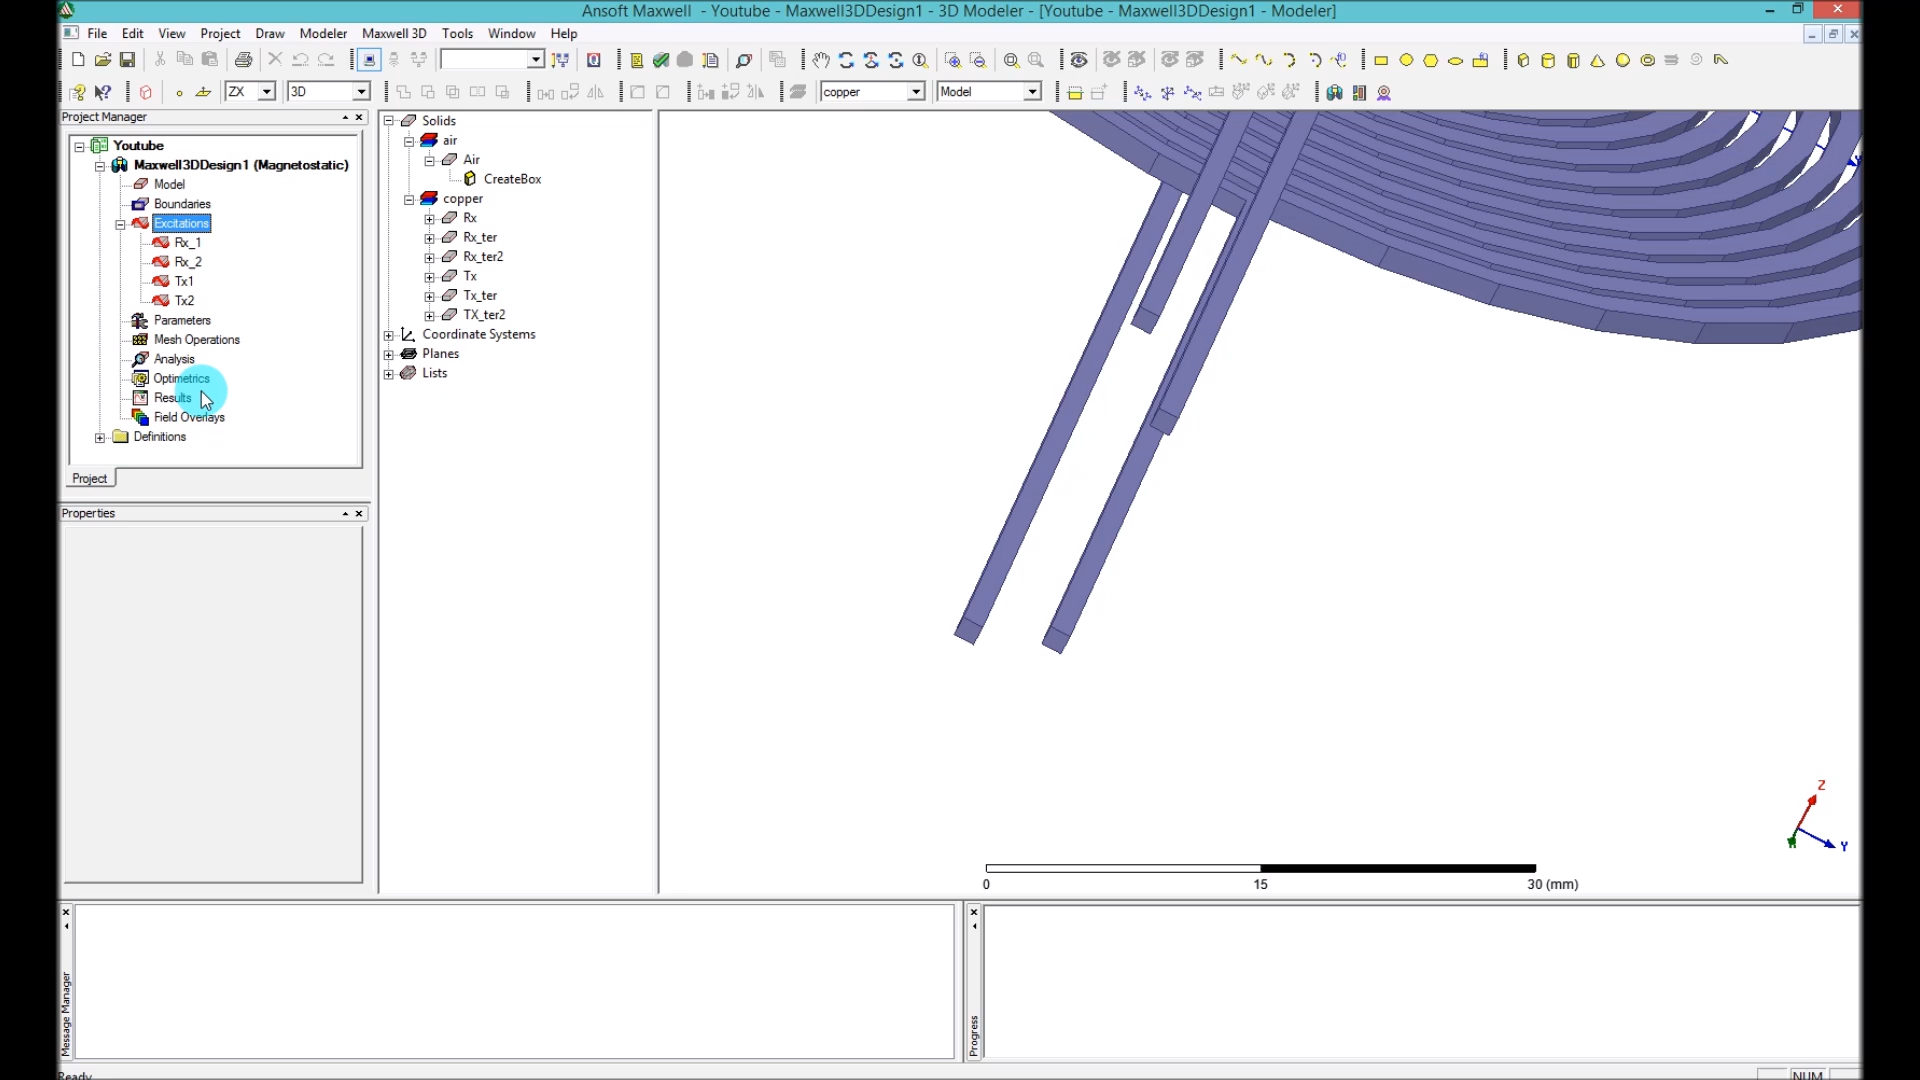 Ansoft Maxwell - Youtube - Maxwell3DDesign1 - 3D Modeler - [Youtube - Maxwell3DDesign1 - Modeler]
File Edit View Project Draw Modeler Maxwell 3D Tools Window Help
ZX 3D copper Model
Project Manager
Youtube
Maxwell3DDesign1 (Magnetostatic)
Model
Boundaries
Excitations
Rx_1
Rx_2
Tx1
Tx2
Parameters
Mesh Operations
Analysis
Optimetrics
Results
Field Overlays
Definitions
Project
Properties
Solids
air
Air
CreateBox
copper
Rx
Rx_ter
Rx_ter2
Tx
Tx_ter
TX_ter2
Coordinate Systems
Planes
Lists
Z
Y
0 15 30 (mm)
Message Manager
Progress
Ready
NUM